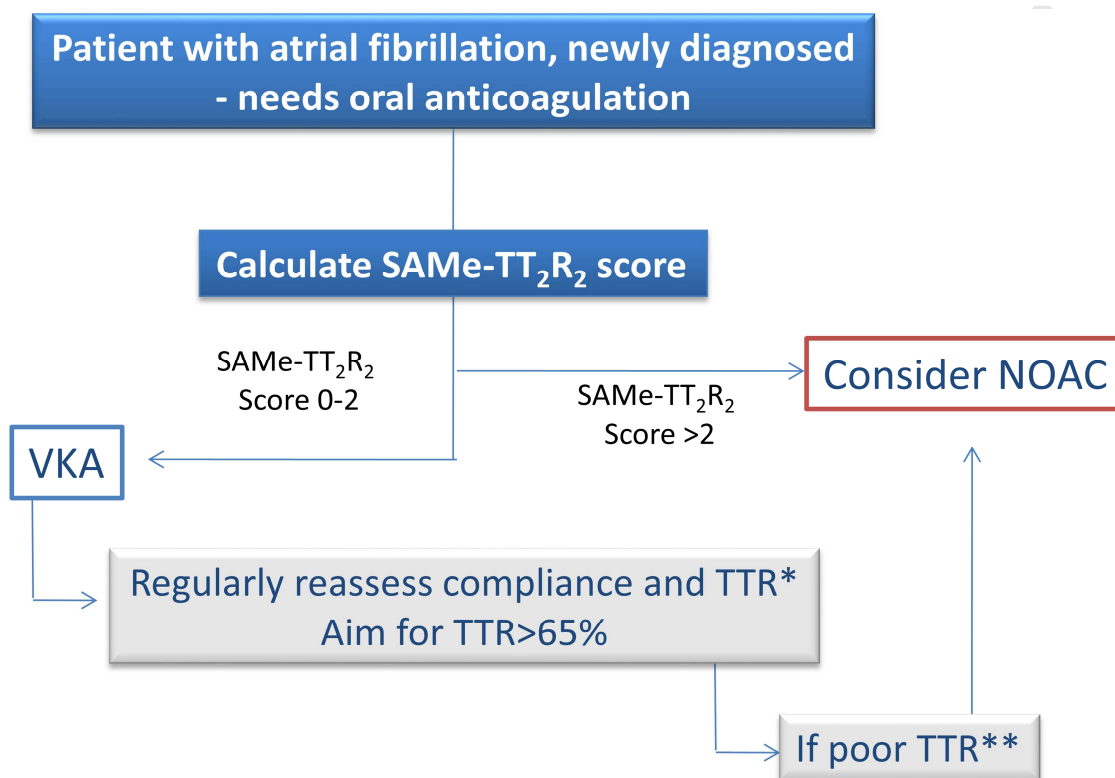 Patient with atrial fibrillation, newly diagnosed
- needs oral anticoagulation
Calculate SAMe-TT₂R₂ score
SAMe-TT₂R₂
Score 0-2
SAMe-TT₂R₂
Score >2
Consider NOAC
VKA
Regularly reassess compliance and TTR*
Aim for TTR>65%
If poor TTR**